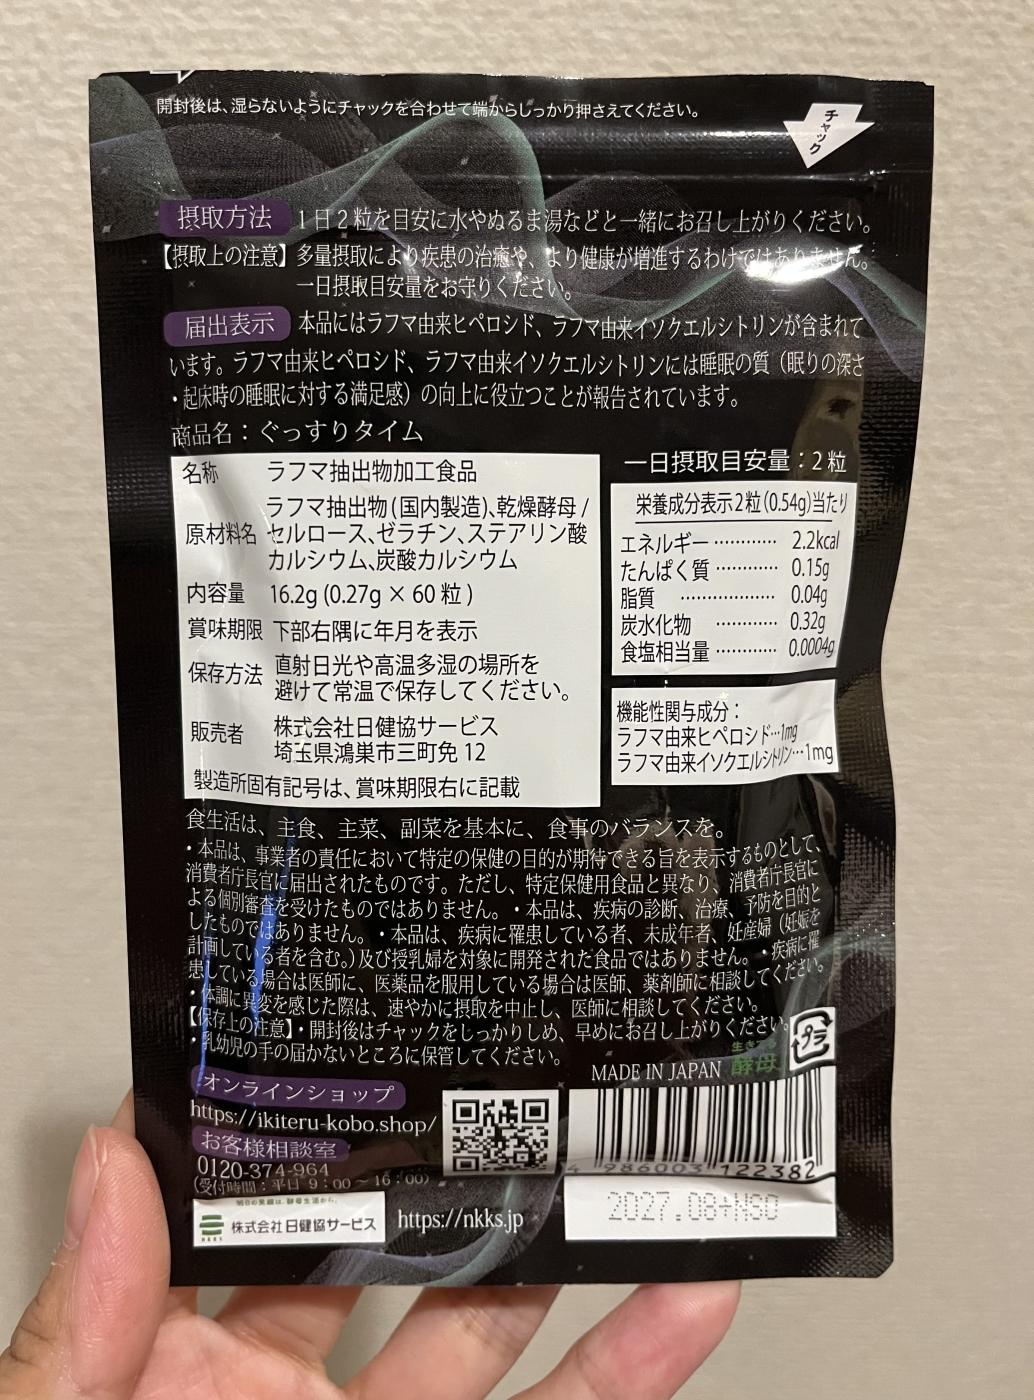 開封後は、湿らないようにチャックを合わせて端からしっかり押さえてください。
チャック
摂取方法 1日2粒を目安に水やぬるま湯などと一緒にお召し上がりください。
【摂取上の注意】多量摂取により疾患の治癒や、より健康が増進するわけではありません。
一日摂取目安量をお守りください。
届出表示 本品にはラフマ由来ヒペロシド、ラフマ由来イソクエルシトリンが含まれて
います。ラフマ由来ヒペロシド、ラフマ由来イソクエルシトリンには睡眠の質（眠りの深さ
・起床時の睡眠に対する満足感）の向上に役立つことが報告されています。
商品名：ぐっすりタイム
名称 ラフマ抽出物加工食品
原材料名 ラフマ抽出物(国内製造)、乾燥酵母/
セルロース、ゼラチン、ステアリン酸
カルシウム、炭酸カルシウム
内容量 16.2g (0.27g × 60 粒)
賞味期限 下部右隅に年月を表示
保存方法 直射日光や高温多湿の場所を
避けて常温で保存してください。
販売者 株式会社日健協サービス
埼玉県鴻巣市三町免 12
製造所固有記号は、賞味期限右に記載
一日摂取目安量：2粒
栄養成分表示2粒(0.54g)当たり
エネルギー ············ 2.2kcal
たんぱく質 ············ 0.15g
脂質 ·················· 0.04g
炭水化物 ············ 0.32g
食塩相当量 ············ 0.0004g
機能性関与成分：
ラフマ由来ヒペロシド···1mg
ラフマ由来イソクエルシトリン···1mg
食生活は、主食、主菜、副菜を基本に、食事のバランスを。
・本品は、事業者の責任において特定の保健の目的が期待できる旨を表示するものとして、
消費者庁長官に届出されたものです。ただし、特定保健用食品と異なり、消費者庁長官に
よる個別審査を受けたものではありません。・本品は、疾病の診断、治療、予防を目的と
したものではありません。・本品は、疾病に罹患している者、未成年者、妊産婦（妊娠を
計画している者を含む。）及び授乳婦を対象に開発された食品ではありません。・疾病に罹
患している場合は医師に、医薬品を服用している場合は医師、薬剤師に相談してください。
・体調に異変を感じた際は、速やかに摂取を中止し、医師に相談してください。
【保存上の注意】・開封後はチャックをしっかりしめ、早めにお召し上がりください。
・乳幼児の手の届かないところに保管してください。
プラ
MADE IN JAPAN
生きてる
酵母
オンラインショップ
https://ikiteru-kobo.shop/
お客様相談室
0120-374-964
(受付時間：平日 9：00～16：00)
4 986003 122382
2027.08+NSO
明日の笑顔は、酵母生活から。
NKKS
株式会社日健協サービス
https://nkks.jp